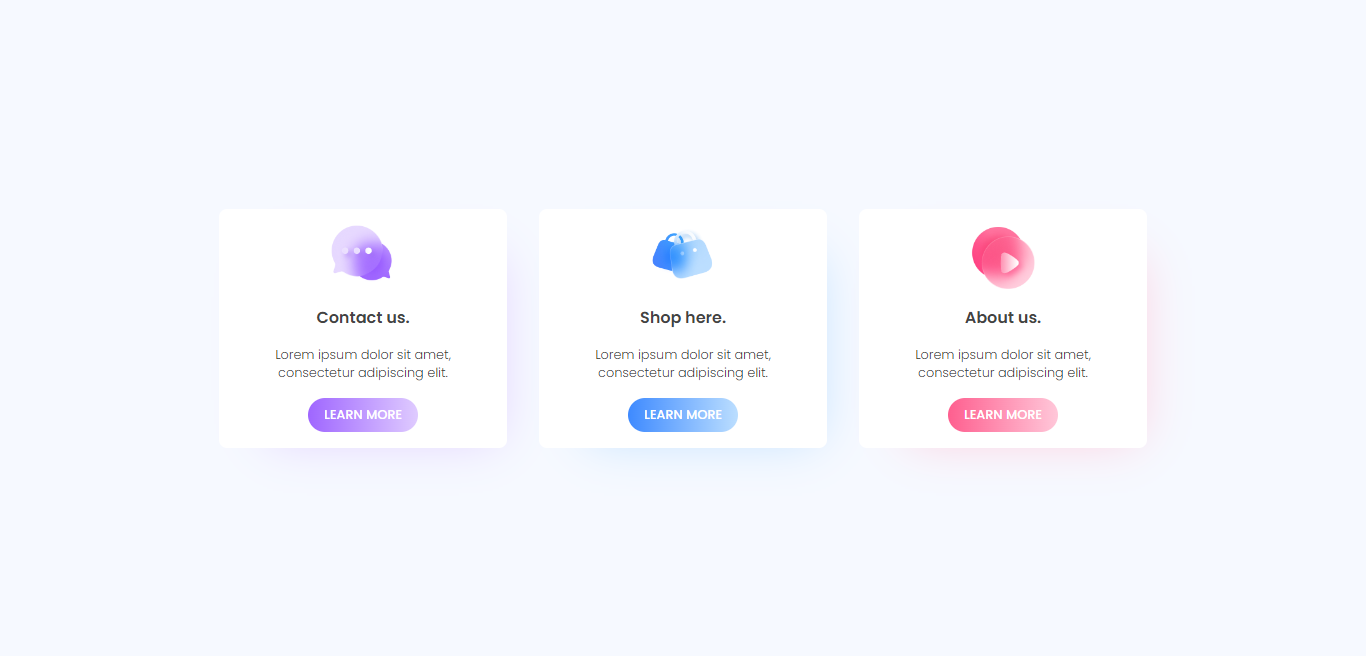 Contact us.
Lorem ipsum dolor sit amet,
consectetur adipiscing elit.
LEARN MORE
Shop here.
Lorem ipsum dolor sit amet,
consectetur adipiscing elit.
LEARN MORE
About us.
Lorem ipsum dolor sit amet,
consectetur adipiscing elit.
LEARN MORE